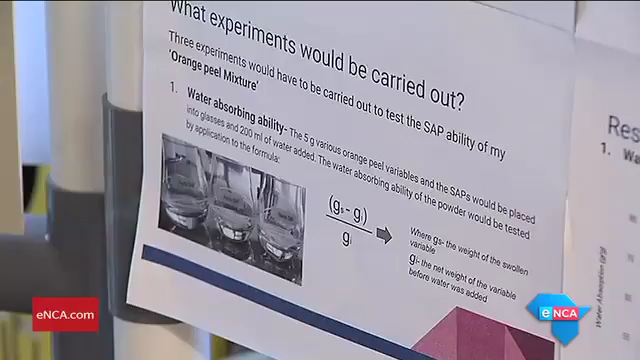 What experiments would be carried out?
Three experiments would have to be carried out to test the SAP ability of my
'Orange peel Mixture'
1. Water absorbing ability- The 5 g various orange peel variables and the SAPs would be placed
into glasses and 200 ml of water added. The water absorbing ability of the powder would be tested
by application to the formula:
(gs - gi)
gi
Where gs- the weight of the swollen
variable
gi- the net weight of the variable
before water was added
Res
1. Wa
Water Absorption (g/g)
eNCA.com
eNCA